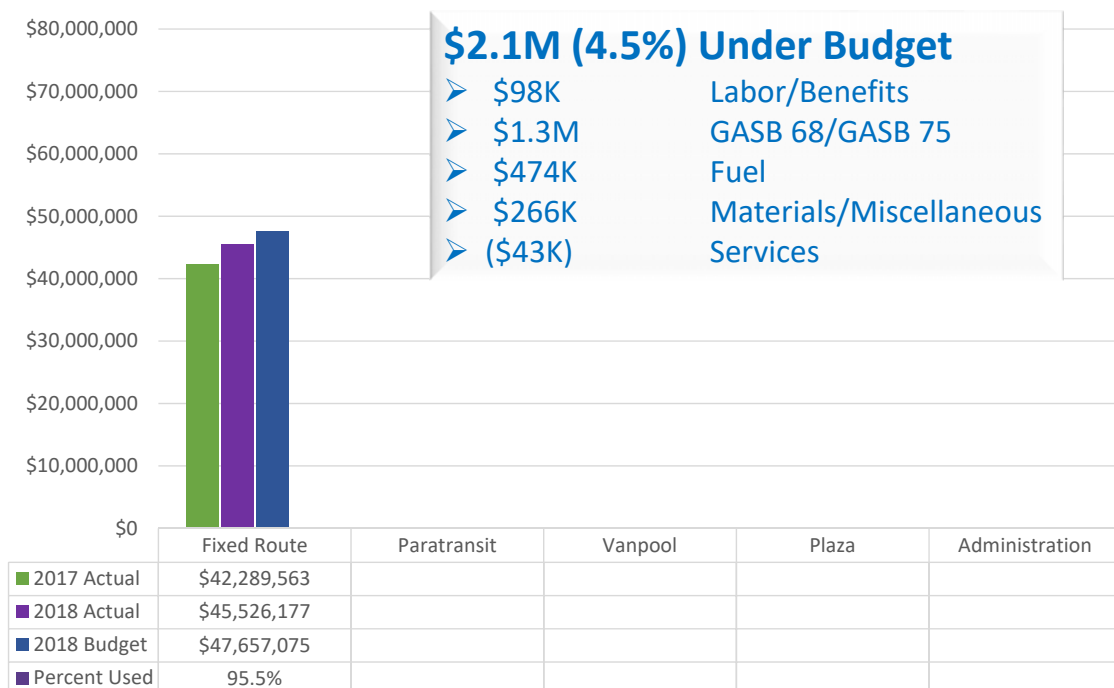 $80,000,000
$70,000,000
$60,000,000
$50,000,000
$40,000,000
$30,000,000
$20,000,000
$10,000,000
$0
$2.1M (4.5%) Under Budget
➢ $98K Labor/Benefits
➢ $1.3M GASB 68/GASB 75
➢ $474K Fuel
➢ $266K Materials/Miscellaneous
➢ ($43K) Services
Fixed Route Paratransit Vanpool Plaza Administration
2017 Actual $42,289,563
2018 Actual $45,526,177
2018 Budget $47,657,075
Percent Used 95.5%